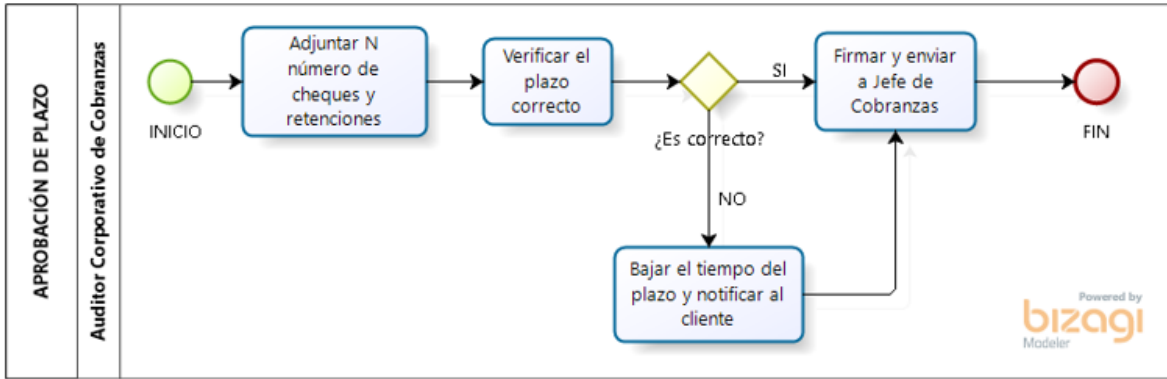 APROBACIÓN DE PLAZO
Auditor Corporativo de Cobranzas
INICIO
Adjuntar N
número de
cheques y
retenciones
Verificar el
plazo
correcto
¿Es correcto?
SI
NO
Bajar el tiempo del
plazo y notificar al
cliente
Firmar y enviar
a Jefe de
Cobranzas
FIN
Powered by
bizagi
Modeler